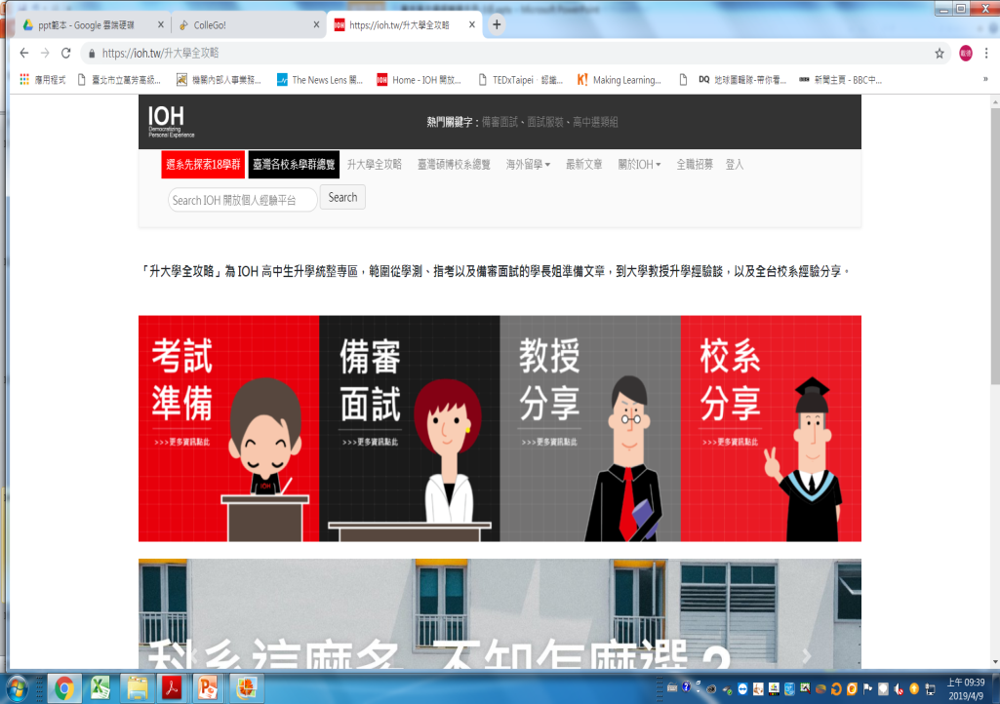 ppt範本 - Google 雲端硬碟
ColleGo!
https://ioh.tw/升大學全攻略
https://ioh.tw/升大學全攻略
應用程式
臺北市立萬芳高級...
機關內部人事業務...
The News Lens 關...
Home - IOH 開放...
TEDxTaipei 認識...
Making Learning...
DQ 地球圖輯隊-帶你看...
新聞主頁 - BBC中...
IOH
Democratizing
Personal Experience
熱門關鍵字：備審面試、面試服裝、高中選類組
選系先探索18學群
臺灣各校系學群總覽
升大學全攻略
臺灣碩博校系總覽
海外留學
最新文章
關於IOH
全職招募
登入
Search IOH 開放個人經驗平台
Search
「升大學全攻略」為 IOH 高中生升學統整專區，範圍從學測、指考以及備審面試的學長姐準備文章，到大學教授升學經驗談，以及全台校系經驗分享。
考試
準備
>>>更多資訊點此
IOH
備審
面試
>>>更多資訊點此
教授
分享
>>>更多資訊點此
校系
分享
>>>更多資訊點此
科系這麼多，不知怎麼選？
上午 09:39
2019/4/9